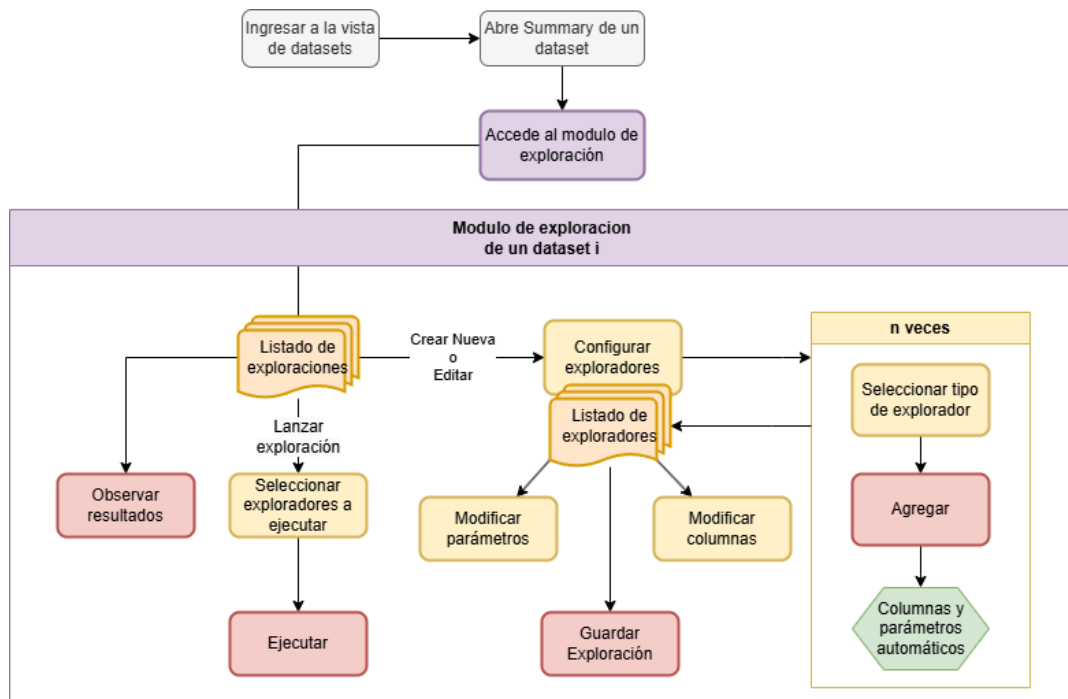 Ingresar a la vista
de datasets
Abre Summary de un
dataset
Accede al modulo de
exploración
Modulo de exploracion
de un dataset i
Listado de
exploraciones
Crear Nueva
o
Editar
Configurar
exploradores
n veces
Seleccionar tipo
de explorador
Listado de
exploradores
Lanzar
exploración
Observar
resultados
Seleccionar
exploradores a
ejecutar
Modificar
parámetros
Modificar
columnas
Agregar
Ejecutar
Guardar
Exploración
Columnas y
parámetros
automáticos